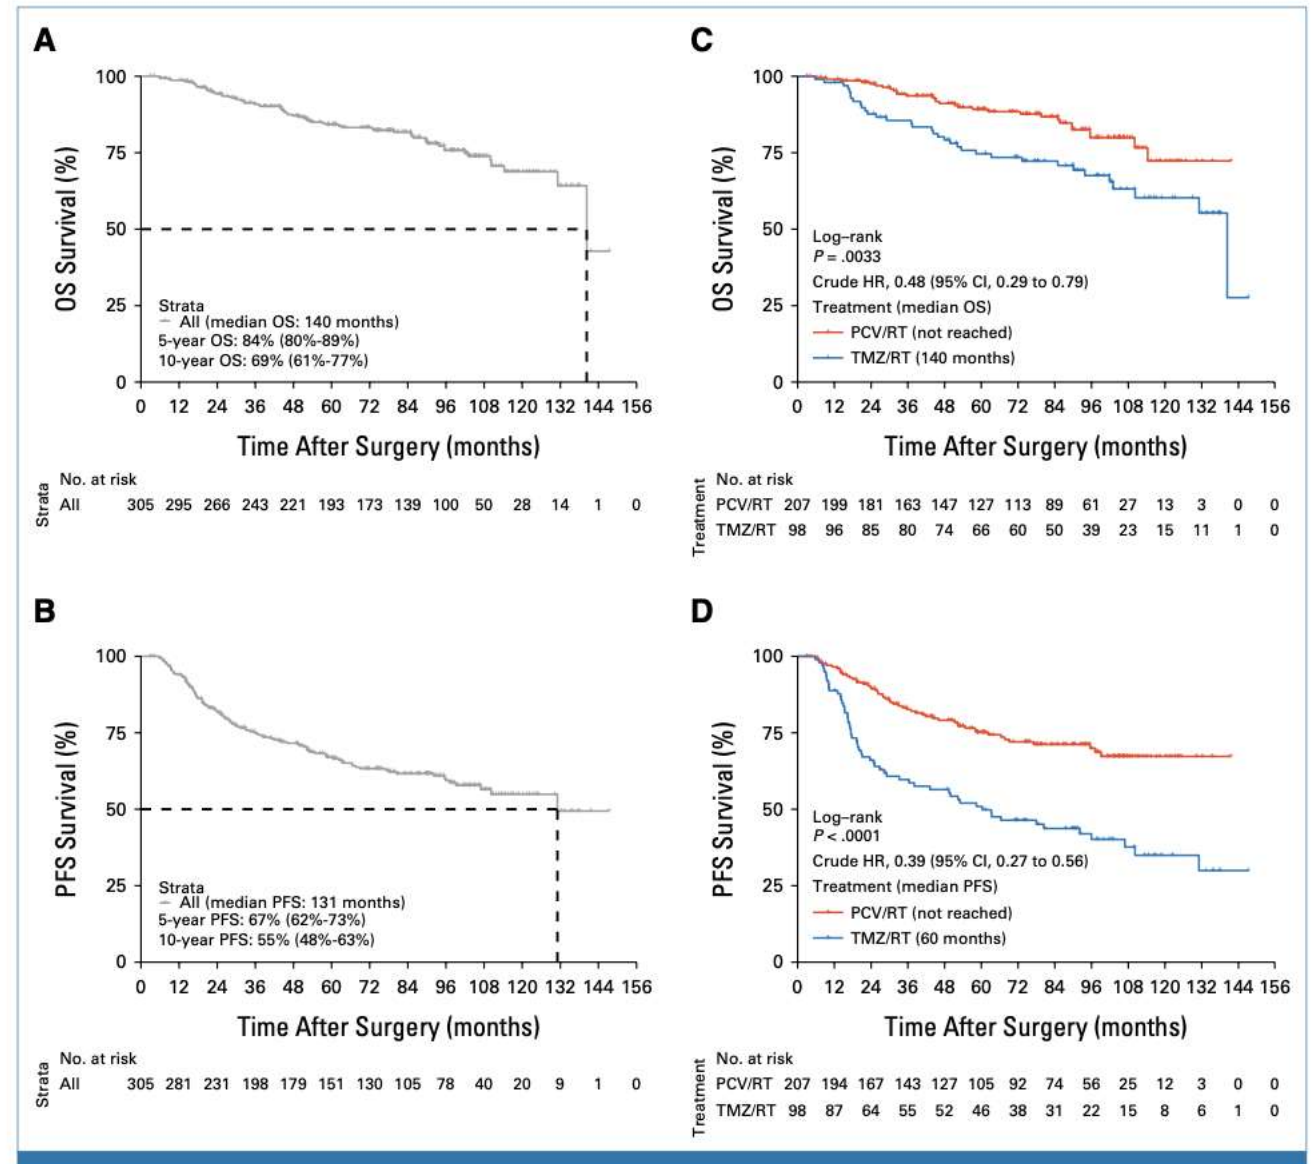 A
OS Survival (%)
100
75
50
25
0
Strata
All (median OS: 140 months)
5-year OS: 84% (80%-89%)
10-year OS: 69% (61%-77%)
0 12 24 36 48 60 72 84 96 108 120 132 144 156
Time After Surgery (months)
Strata
No. at risk
All 305 295 266 243 221 193 173 139 100 50 28 14 1 0
C
OS Survival (%)
100
75
50
25
0
Log–rank
P = .0033
Crude HR, 0.48 (95% CI, 0.29 to 0.79)
Treatment (median OS)
PCV/RT (not reached)
TMZ/RT (140 months)
0 12 24 36 48 60 72 84 96 108 120 132 144 156
Time After Surgery (months)
Treatment
No. at risk
PCV/RT 207 199 181 163 147 127 113 89 61 27 13 3 0 0
TMZ/RT 98 96 85 80 74 66 60 50 39 23 15 11 1 0
B
PFS Survival (%)
100
75
50
25
0
Strata
All (median PFS: 131 months)
5-year PFS: 67% (62%-73%)
10-year PFS: 55% (48%-63%)
0 12 24 36 48 60 72 84 96 108 120 132 144 156
Time After Surgery (months)
Strata
No. at risk
All 305 281 231 198 179 151 130 105 78 40 20 9 1 0
D
PFS Survival (%)
100
75
50
25
0
Log–rank
P < .0001
Crude HR, 0.39 (95% CI, 0.27 to 0.56)
Treatment (median PFS)
PCV/RT (not reached)
TMZ/RT (60 months)
0 12 24 36 48 60 72 84 96 108 120 132 144 156
Time After Surgery (months)
Treatment
No. at risk
PCV/RT 207 194 167 143 127 105 92 74 56 25 12 3 0 0
TMZ/RT 98 87 64 55 52 46 38 31 22 15 8 6 1 0